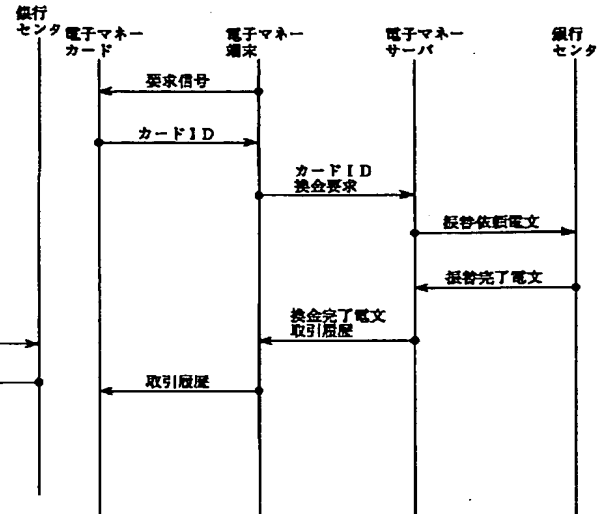 銀行
センタ
電子マネー
カード
電子マネー
端末
電子マネー
サーバ
銀行
センタ
要求信号
カードID
カードID
換金要求
振替依頼電文
振替完了電文
換金完了電文
取引履歴
取引履歴